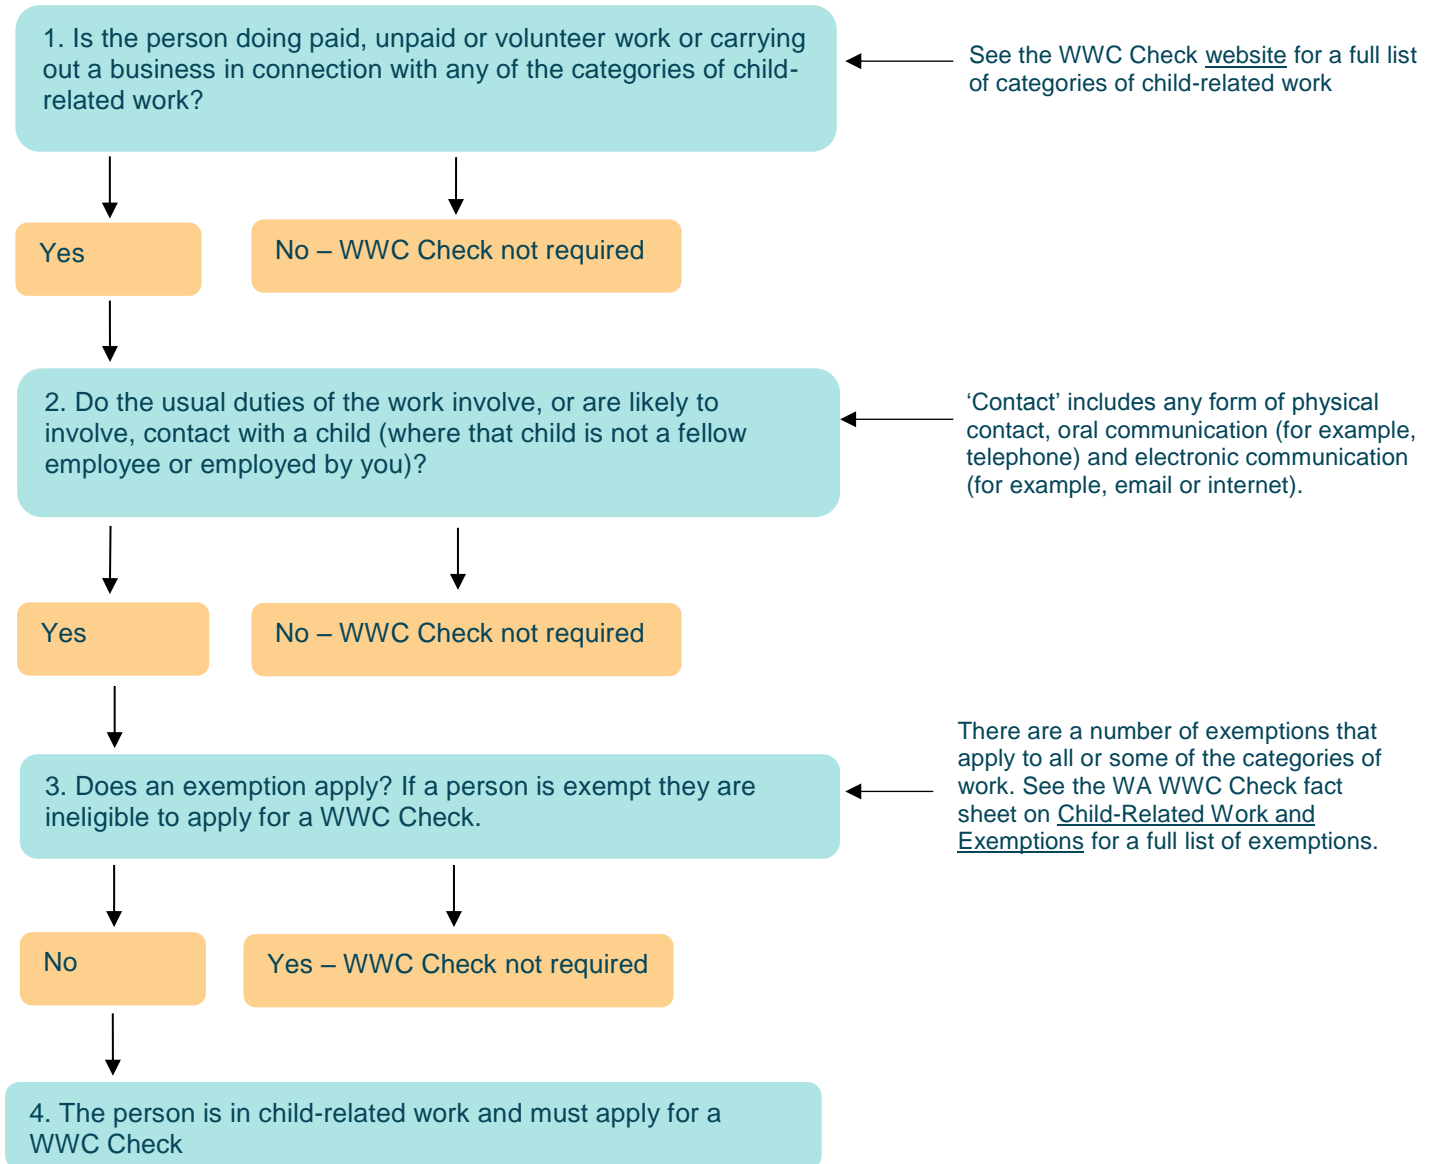 1. Is the person doing paid, unpaid or volunteer work or carrying
out a business in connection with any of the categories of child-
related work?
See the WWC Check website for a full list
of categories of child-related work
Yes
No – WWC Check not required
2. Do the usual duties of the work involve, or are likely to
involve, contact with a child (where that child is not a fellow
employee or employed by you)?
‘Contact’ includes any form of physical
contact, oral communication (for example,
telephone) and electronic communication
(for example, email or internet).
Yes
No – WWC Check not required
3. Does an exemption apply? If a person is exempt they are
ineligible to apply for a WWC Check.
There are a number of exemptions that
apply to all or some of the categories of
work. See the WA WWC Check fact
sheet on Child-Related Work and
Exemptions for a full list of exemptions.
No
Yes – WWC Check not required
4. The person is in child-related work and must apply for a
WWC Check